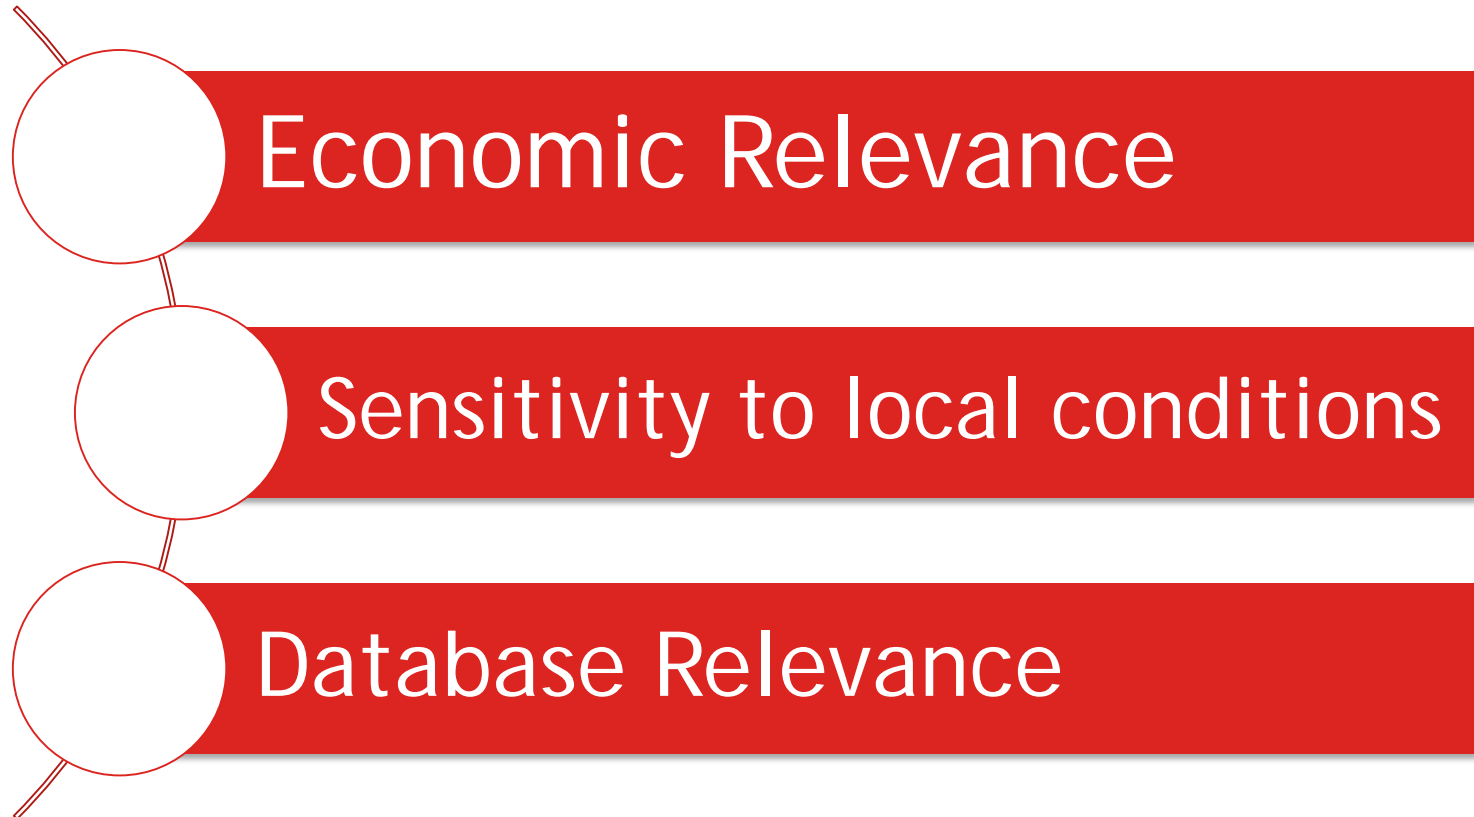 Economic Relevance
Sensitivity to local conditions
Database Relevance